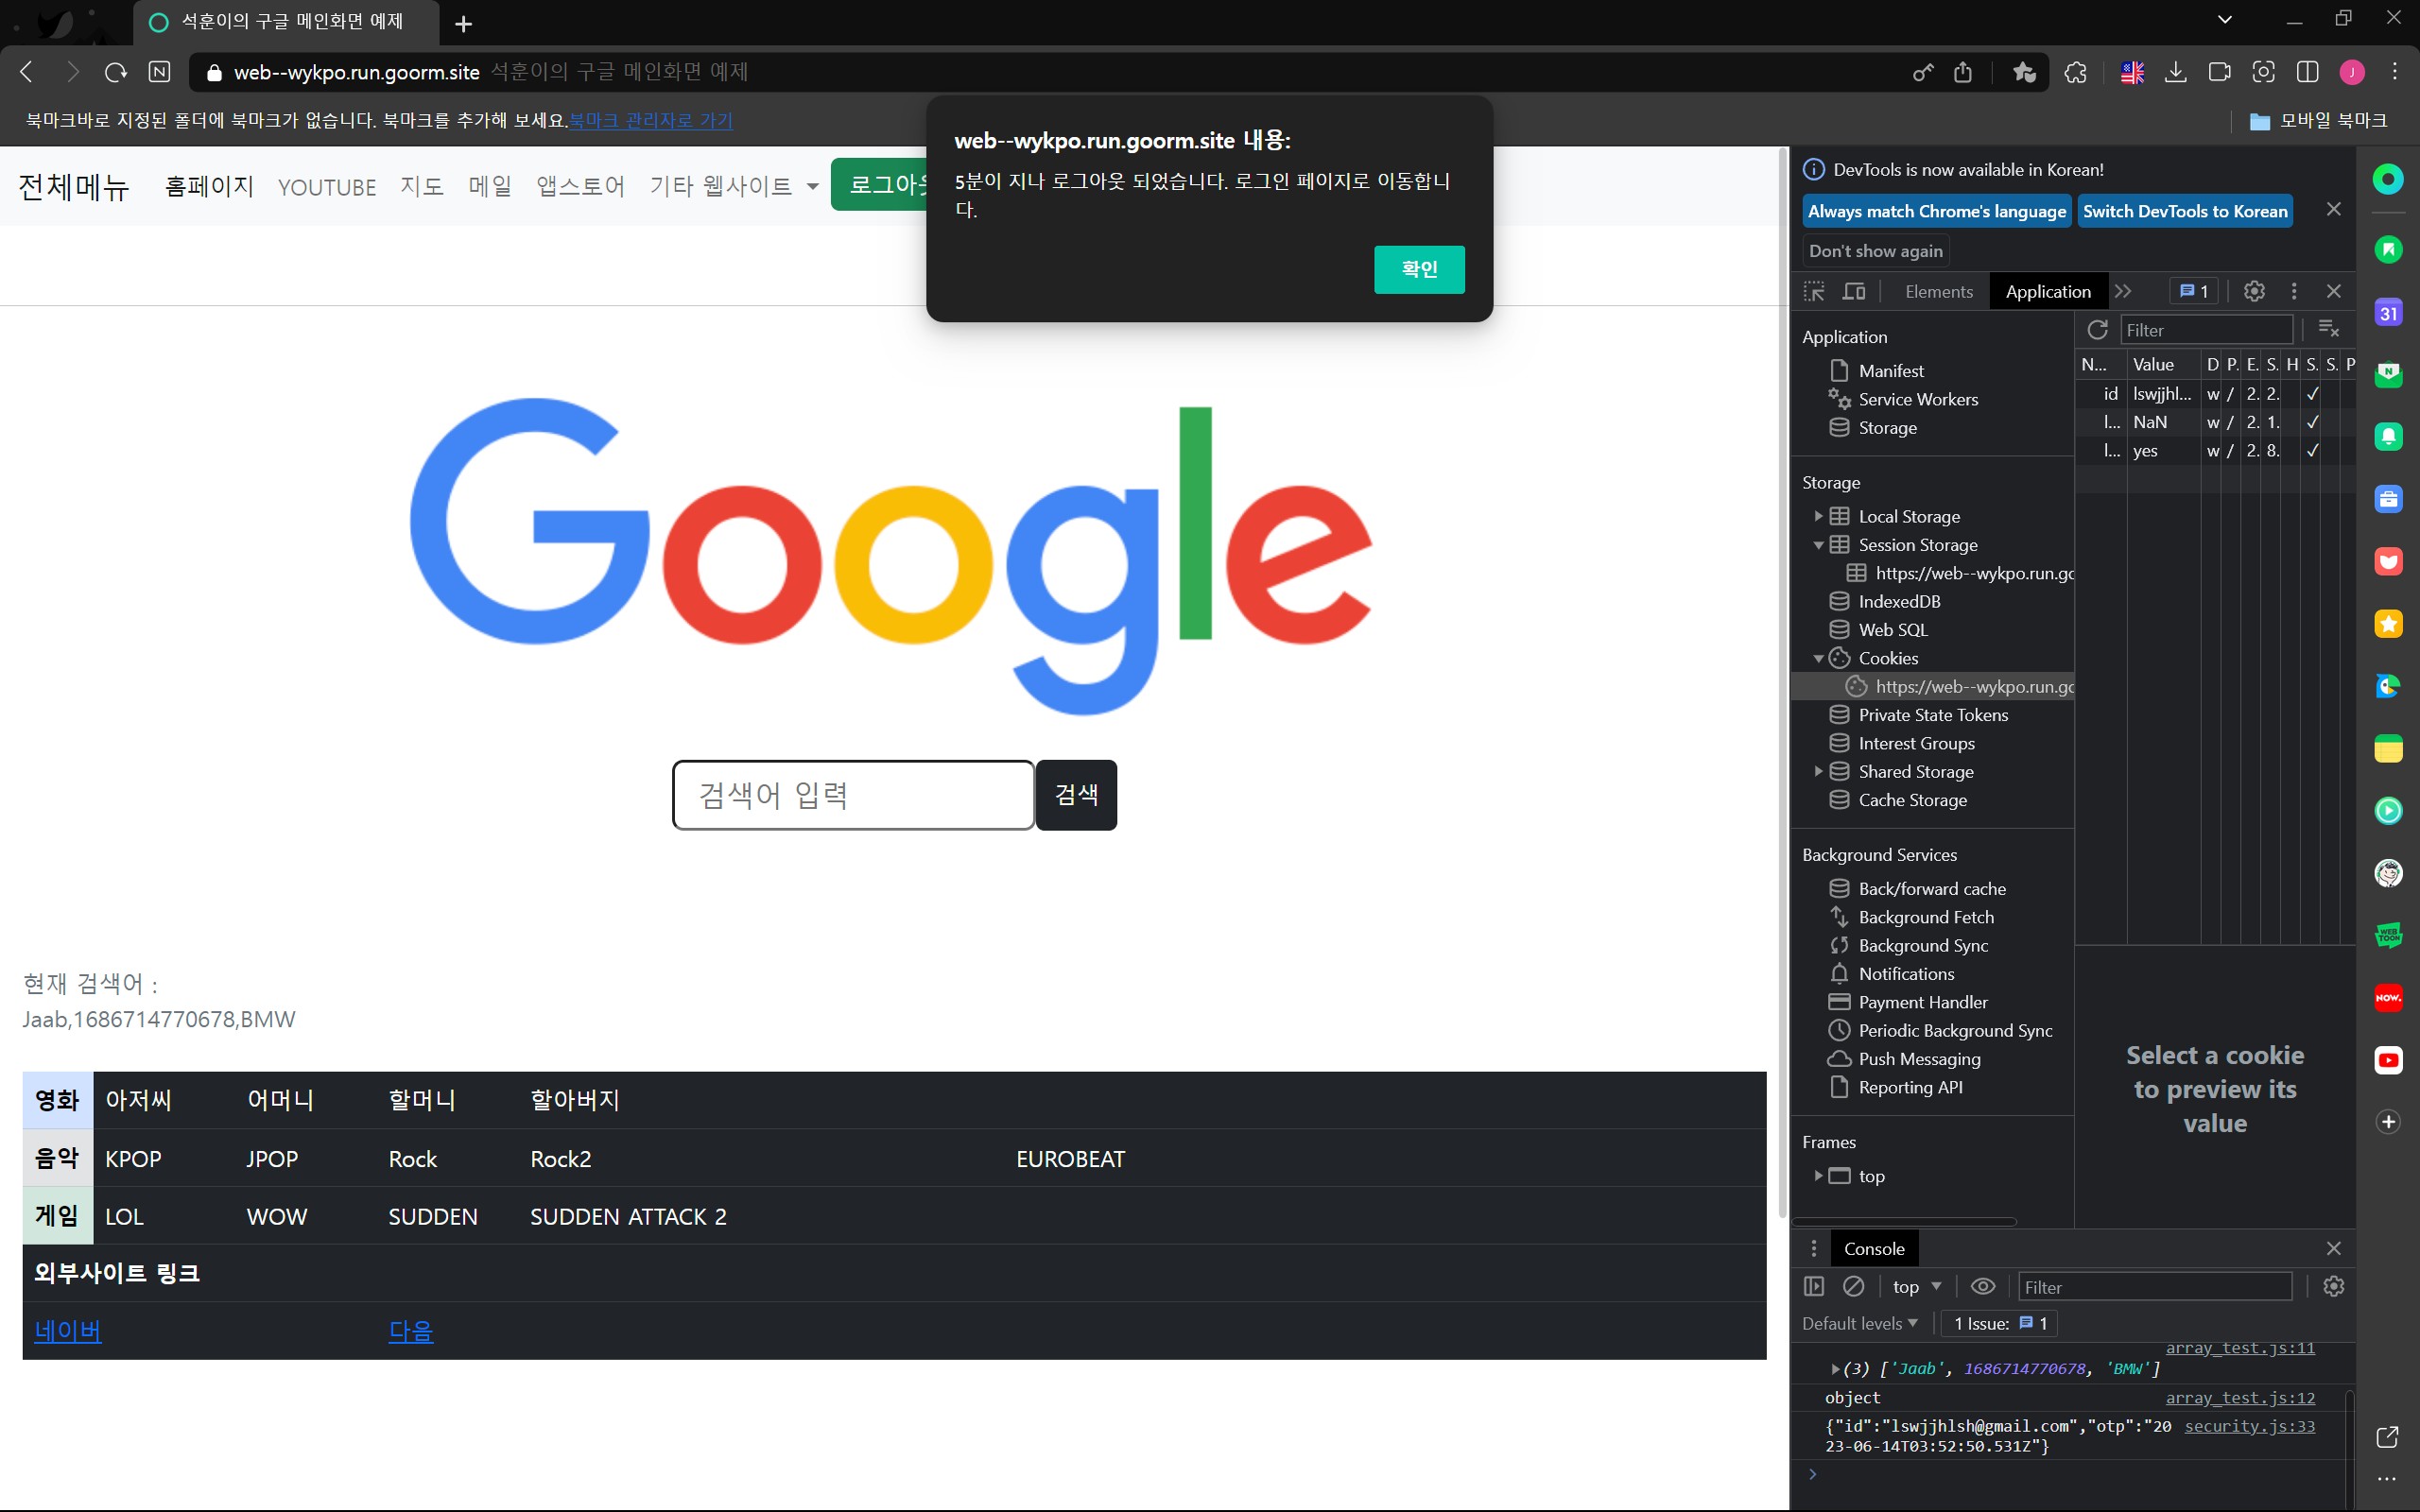 석훈이의 구글 메인화면 예제
web--wykpo.run.goorm.site 석훈이의 구글 메인화면 예제
북마크바로 지정된 폴더에 북마크가 없습니다. 북마크를 추가해 보세요.북마크 관리자로 가기
모바일 북마크
web--wykpo.run.goorm.site 내용:
5분이 지나 로그아웃 되었습니다. 로그인 페이지로 이동합니
다.
확인
전체메뉴 홈페이지 YOUTUBE 지도 메일 앱스토어 기타 웹사이트 로그아웃
Google
검색어 입력 검색
현재 검색어 :
Jaab,1686714770678,BMW
영화 아저씨 어머니 할머니 할아버지
음악 KPOP JPOP Rock Rock2 EUROBEAT
게임 LOL WOW SUDDEN SUDDEN ATTACK 2
외부사이트 링크
네이버 다음
DevTools is now available in Korean!
Always match Chrome's language Switch DevTools to Korean
Don't show again
Elements Application 1
Application
Manifest
Service Workers
Storage
Storage
Local Storage
Session Storage
https://web--wykpo.run.gc
IndexedDB
Web SQL
Cookies
https://web--wykpo.run.gc
Private State Tokens
Interest Groups
Shared Storage
Cache Storage
Background Services
Back/forward cache
Background Fetch
Background Sync
Notifications
Payment Handler
Periodic Background Sync
Push Messaging
Reporting API
Frames
top
Filter
N... Value D P. E. S. H S. S. P
id lswjjhl... w / 2. 2. ✓
l... NaN w / 2. 1. ✓
l... yes w / 2. 8. ✓
Select a cookie
to preview its
value
Console
top Filter
Default levels 1 Issue: 1
array_test.js:11
(3) ['Jaab', 1686714770678, 'BMW']
object array_test.js:12
{"id":"lswjjhlsh@gmail.com","otp":"20 security.js:33
23-06-14T03:52:50.531Z"}
J
31
N
WEB
TOON
NOW.